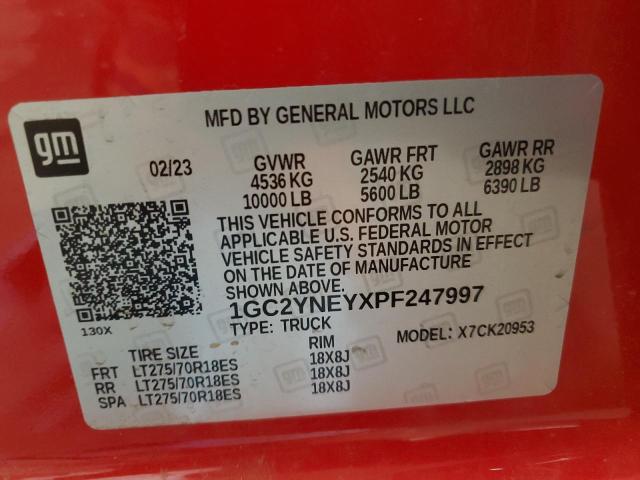 gm
MFD BY GENERAL MOTORS LLC
02/23 GVWR GAWR FRT GAWR RR
4536 KG 2540 KG 2898 KG
10000 LB 5600 LB 6390 LB
THIS VEHICLE CONFORMS TO ALL
APPLICABLE U.S. FEDERAL MOTOR
VEHICLE SAFETY STANDARDS IN EFFECT
ON THE DATE OF MANUFACTURE
SHOWN ABOVE.
1GC2YNEYXPF247997
130X
TYPE: TRUCK MODEL: X7CK20953
TIRE SIZE RIM
FRT LT275/70R18ES 18X8J
RR LT275/70R18ES 18X8J
SPA LT275/70R18ES 18X8J